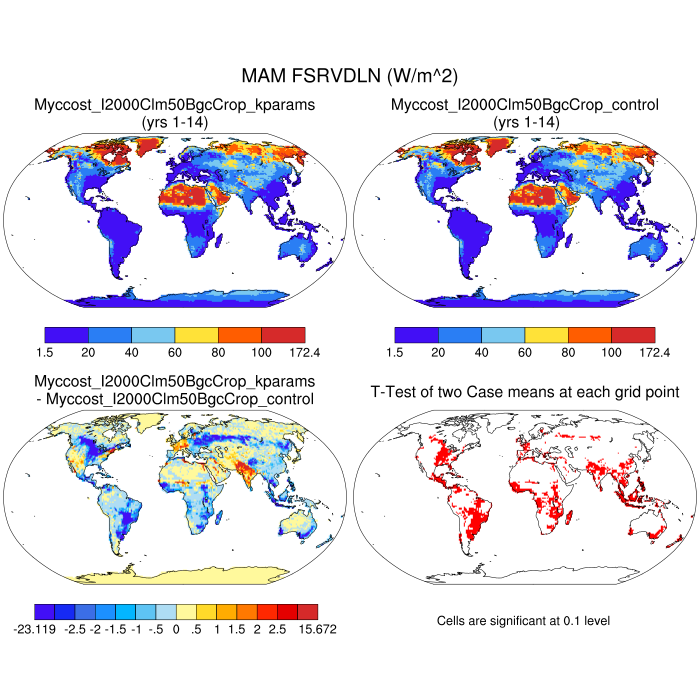 MAM FSRVDLN (W/m^2)
Myccost_I2000Clm50BgcCrop_kparams
(yrs 1-14)
Myccost_I2000Clm50BgcCrop_control
(yrs 1-14)
1.5 20 40 60 80 100 172.4
1.5 20 40 60 80 100 172.4
Myccost_I2000Clm50BgcCrop_kparams
- Myccost_I2000Clm50BgcCrop_control
T-Test of two Case means at each grid point
-23.119 -2.5 -2 -1.5 -1 -.5 0 .5 1 1.5 2 2.5 15.672
Cells are significant at 0.1 level